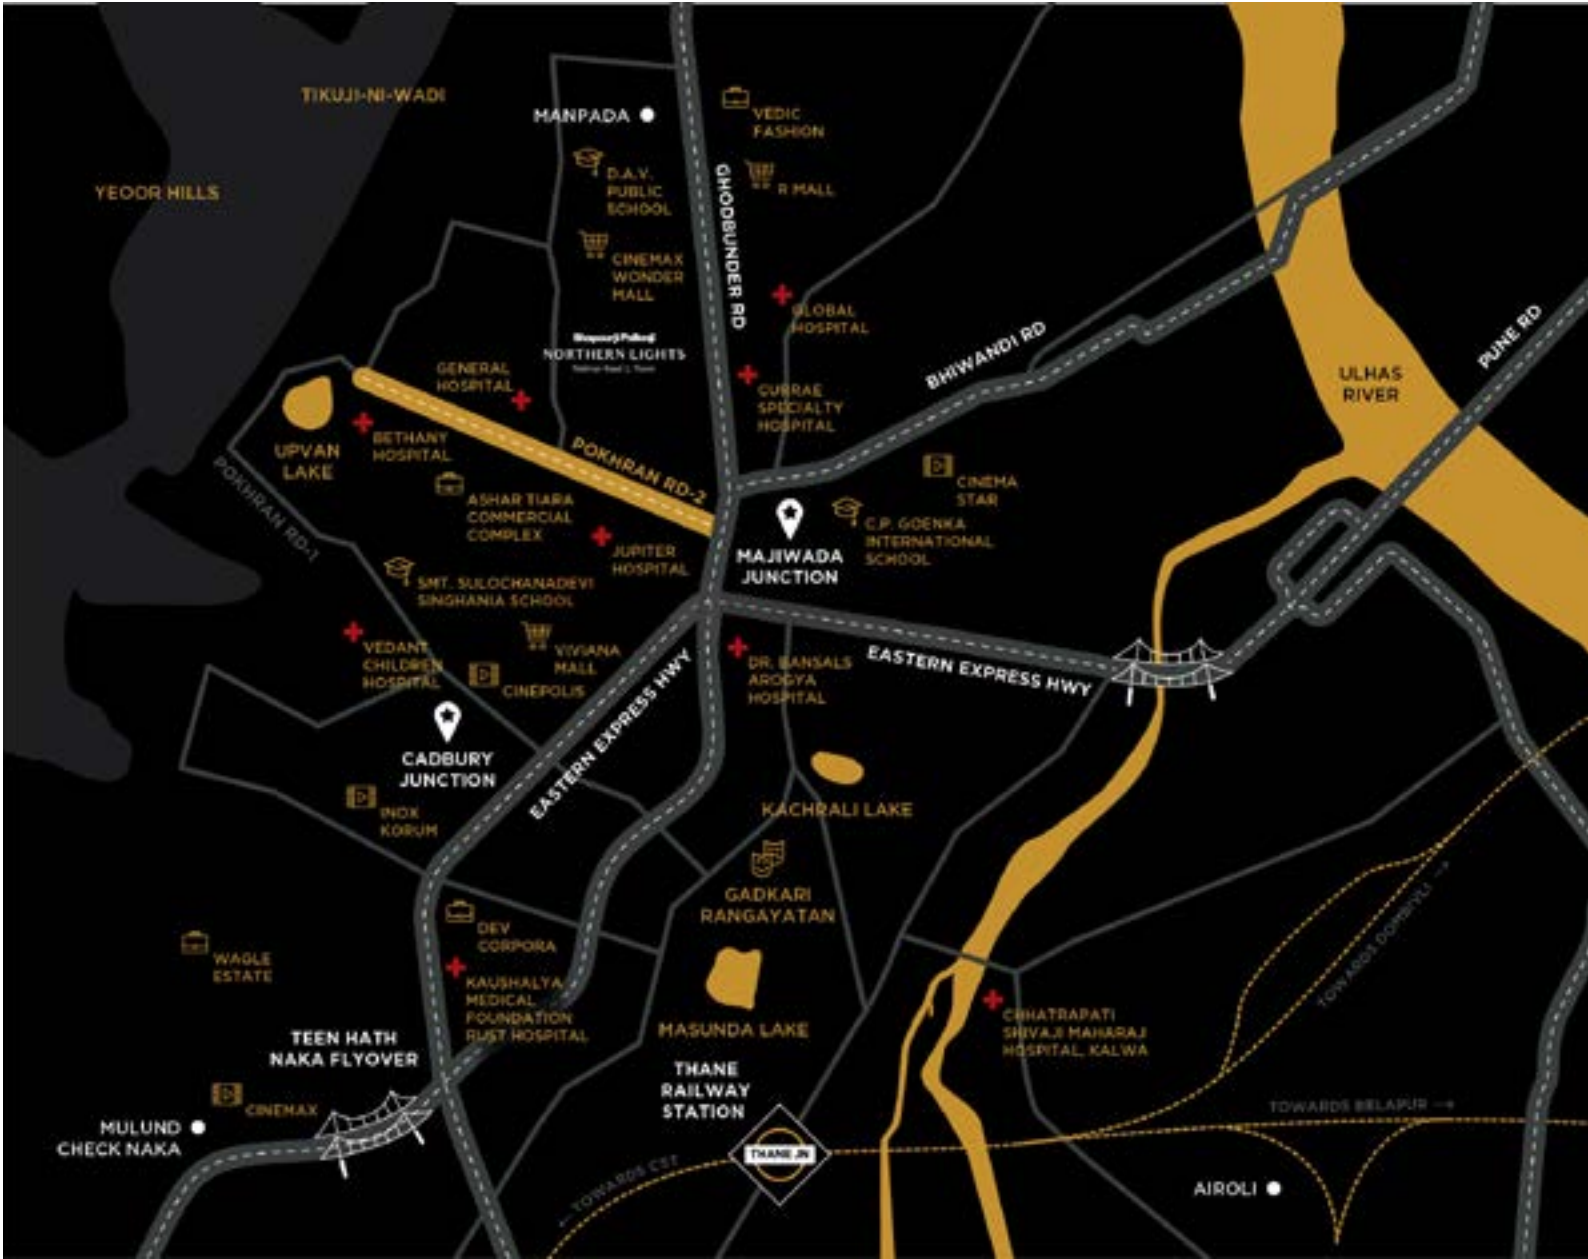 TIKUJI-NI-WADI
YEOOR HILLS
MANPADA
VEDIC
FASHION
D.A.V.
PUBLIC
SCHOOL
R MALL
GHODBUNDER RD
CINEMAX
WONDER
MALL
GLOBAL
HOSPITAL
Shapoorji Pallonji
NORTHERN LIGHTS
GENERAL
HOSPITAL
CURRAE
SPECIALTY
HOSPITAL
BHIWANDI RD
PUNE RD
ULHAS
RIVER
UPVAN
LAKE
BETHANY
HOSPITAL
POKHRAN RD-2
POKHRAN RD-1
ASHAR TIARA
COMMERCIAL
COMPLEX
CINEMA
STAR
C.P. GOENKA
INTERNATIONAL
SCHOOL
JUPITER
HOSPITAL
MAJIWADA
JUNCTION
SMT. SULOCHANADEVI
SINGHANIA SCHOOL
VEDANT
CHILDREN
HOSPITAL
VIVIANA
MALL
CINEPOLIS
DR. BANSALS
AROGYA
HOSPITAL
EASTERN EXPRESS HWY
EASTERN EXPRESS HWY
CADBURY
JUNCTION
INOX
KORUM
KACHRALI LAKE
GADKARI
RANGAYATAN
DEV
CORPORA
WAGLE
ESTATE
KAUSHALYA
MEDICAL
FOUNDATION
RUST HOSPITAL
MASUNDA LAKE
CHHATRAPATI
SHIVAJI MAHARAJ
HOSPITAL, KALWA
TOWARDS DOMBIVLI →
TEEN HATH
NAKA FLYOVER
THANE
RAILWAY
STATION
CINEMAX
MULUND
CHECK NAKA
THANE JN
← TOWARDS CST
TOWARDS BELAPUR →
AIROLI